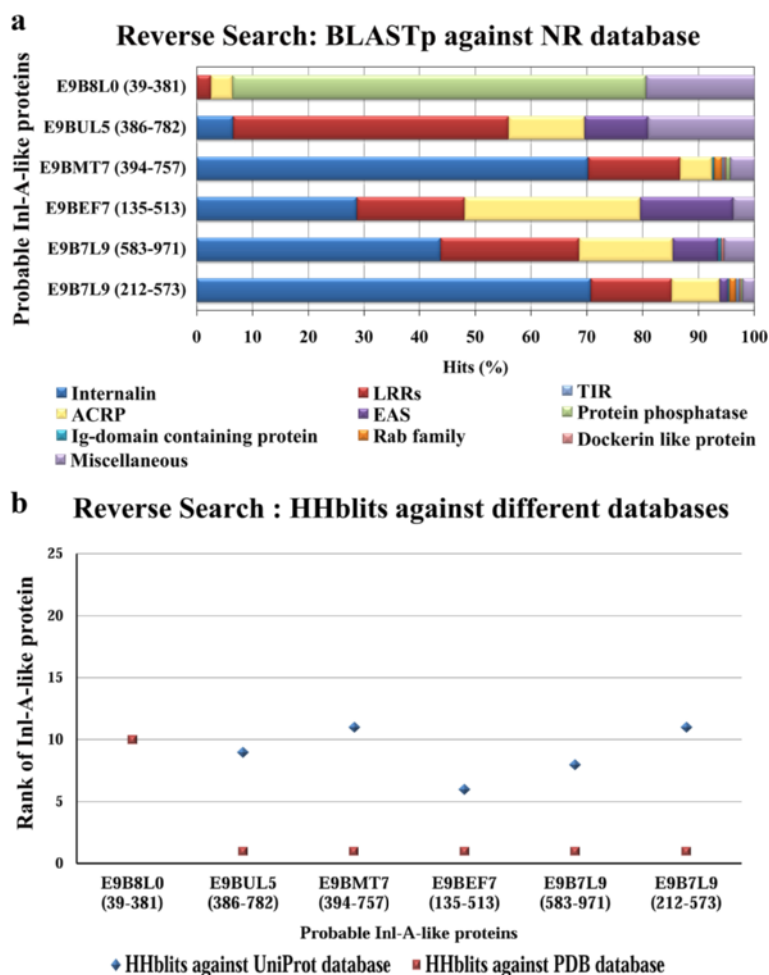 a
Reverse Search: BLASTp against NR database
Probable Inl-A-like proteins
E9B8L0 (39-381)
E9BUL5 (386-782)
E9BMT7 (394-757)
E9BEF7 (135-513)
E9B7L9 (583-971)
E9B7L9 (212-573)
0 10 20 30 40 50 60 70 80 90 100
Hits (%)
Internalin LRRs TIR
ACRP EAS Protein phosphatase
Ig-domain containing protein Rab family Dockerin like protein
Miscellaneous
b
Reverse Search : HHblits against different databases
Rank of Inl-A-like protein
25
20
15
10
5
0
E9B8L0 E9BUL5 E9BMT7 E9BEF7 E9B7L9 E9B7L9
(39-381) (386-782) (394-757) (135-513) (583-971) (212-573)
Probable Inl-A-like proteins
HHblits against UniProt database HHblits against PDB database